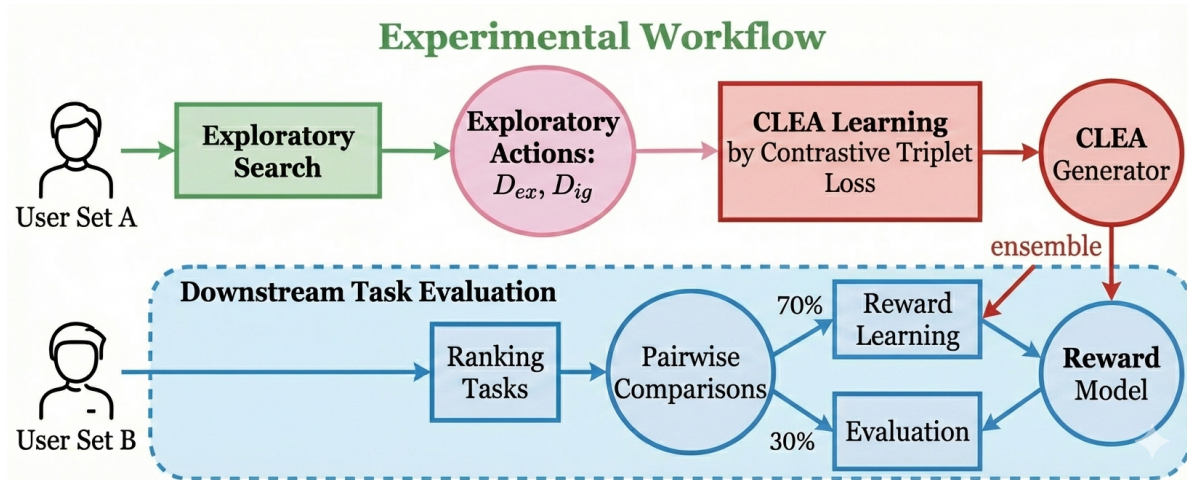 Experimental Workflow
User Set A
Exploratory
Search
Exploratory
Actions:
D_ex, D_ig
CLEA Learning
by Contrastive Triplet
Loss
CLEA
Generator
ensemble
Downstream Task Evaluation
User Set B
Ranking
Tasks
Pairwise
Comparisons
70%
Reward
Learning
30%
Evaluation
Reward
Model